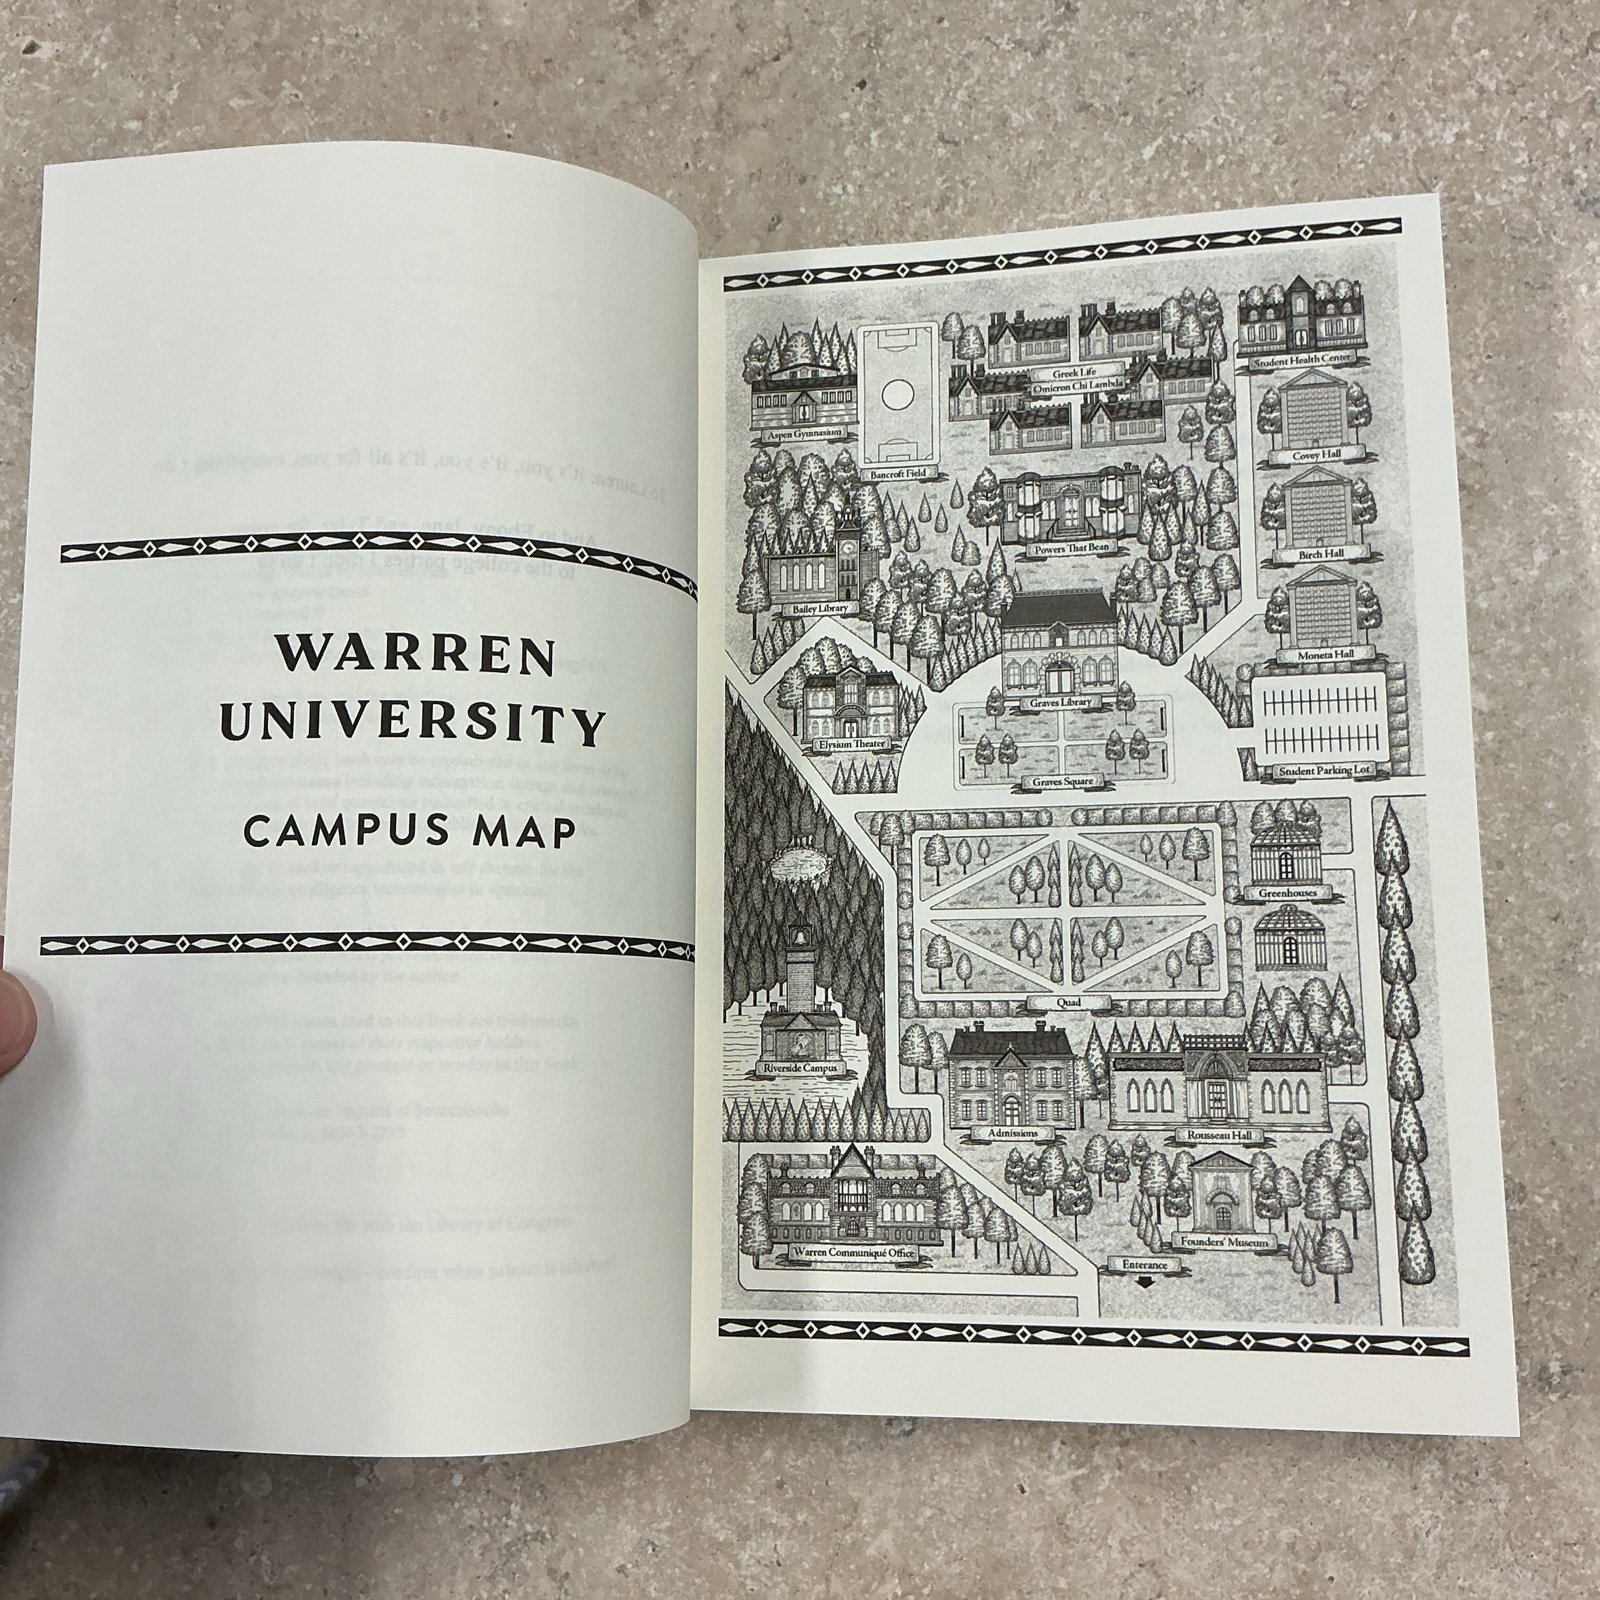 WARREN
UNIVERSITY
CAMPUS MAP
Student Health Center
Greek Life
Omicron Chi Lambda
Aspen Gymnasium
Bancroft Field
Covey Hall
Powers That Bean
Birch Hall
Bailey Library
Moneta Hall
Graves Library
Elysium Theater
Student Parking Lot
Graves Square
Greenhouses
Quad
Riverside Campus
Admissions
Rousseau Hall
Warren Communiqué Office
Founders' Museum
Enterance